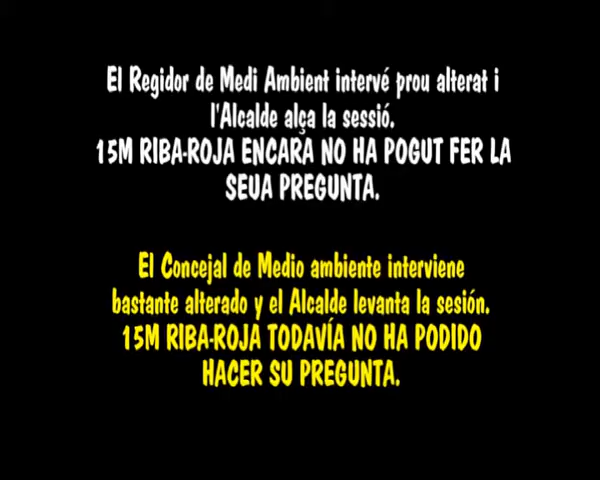 El Regidor de Medi Ambient intervé prou alterat i
l'Alcalde alça la sessió.
15M RIBA-ROJA ENCARA NO HA POGUT FER LA
SEUA PREGUNTA.
El Concejal de Medio ambiente interviene
bastante alterado y el Alcalde levanta la sesión.
15M RIBA-ROJA TODAVÍA NO HA PODIDO
HACER SU PREGUNTA.